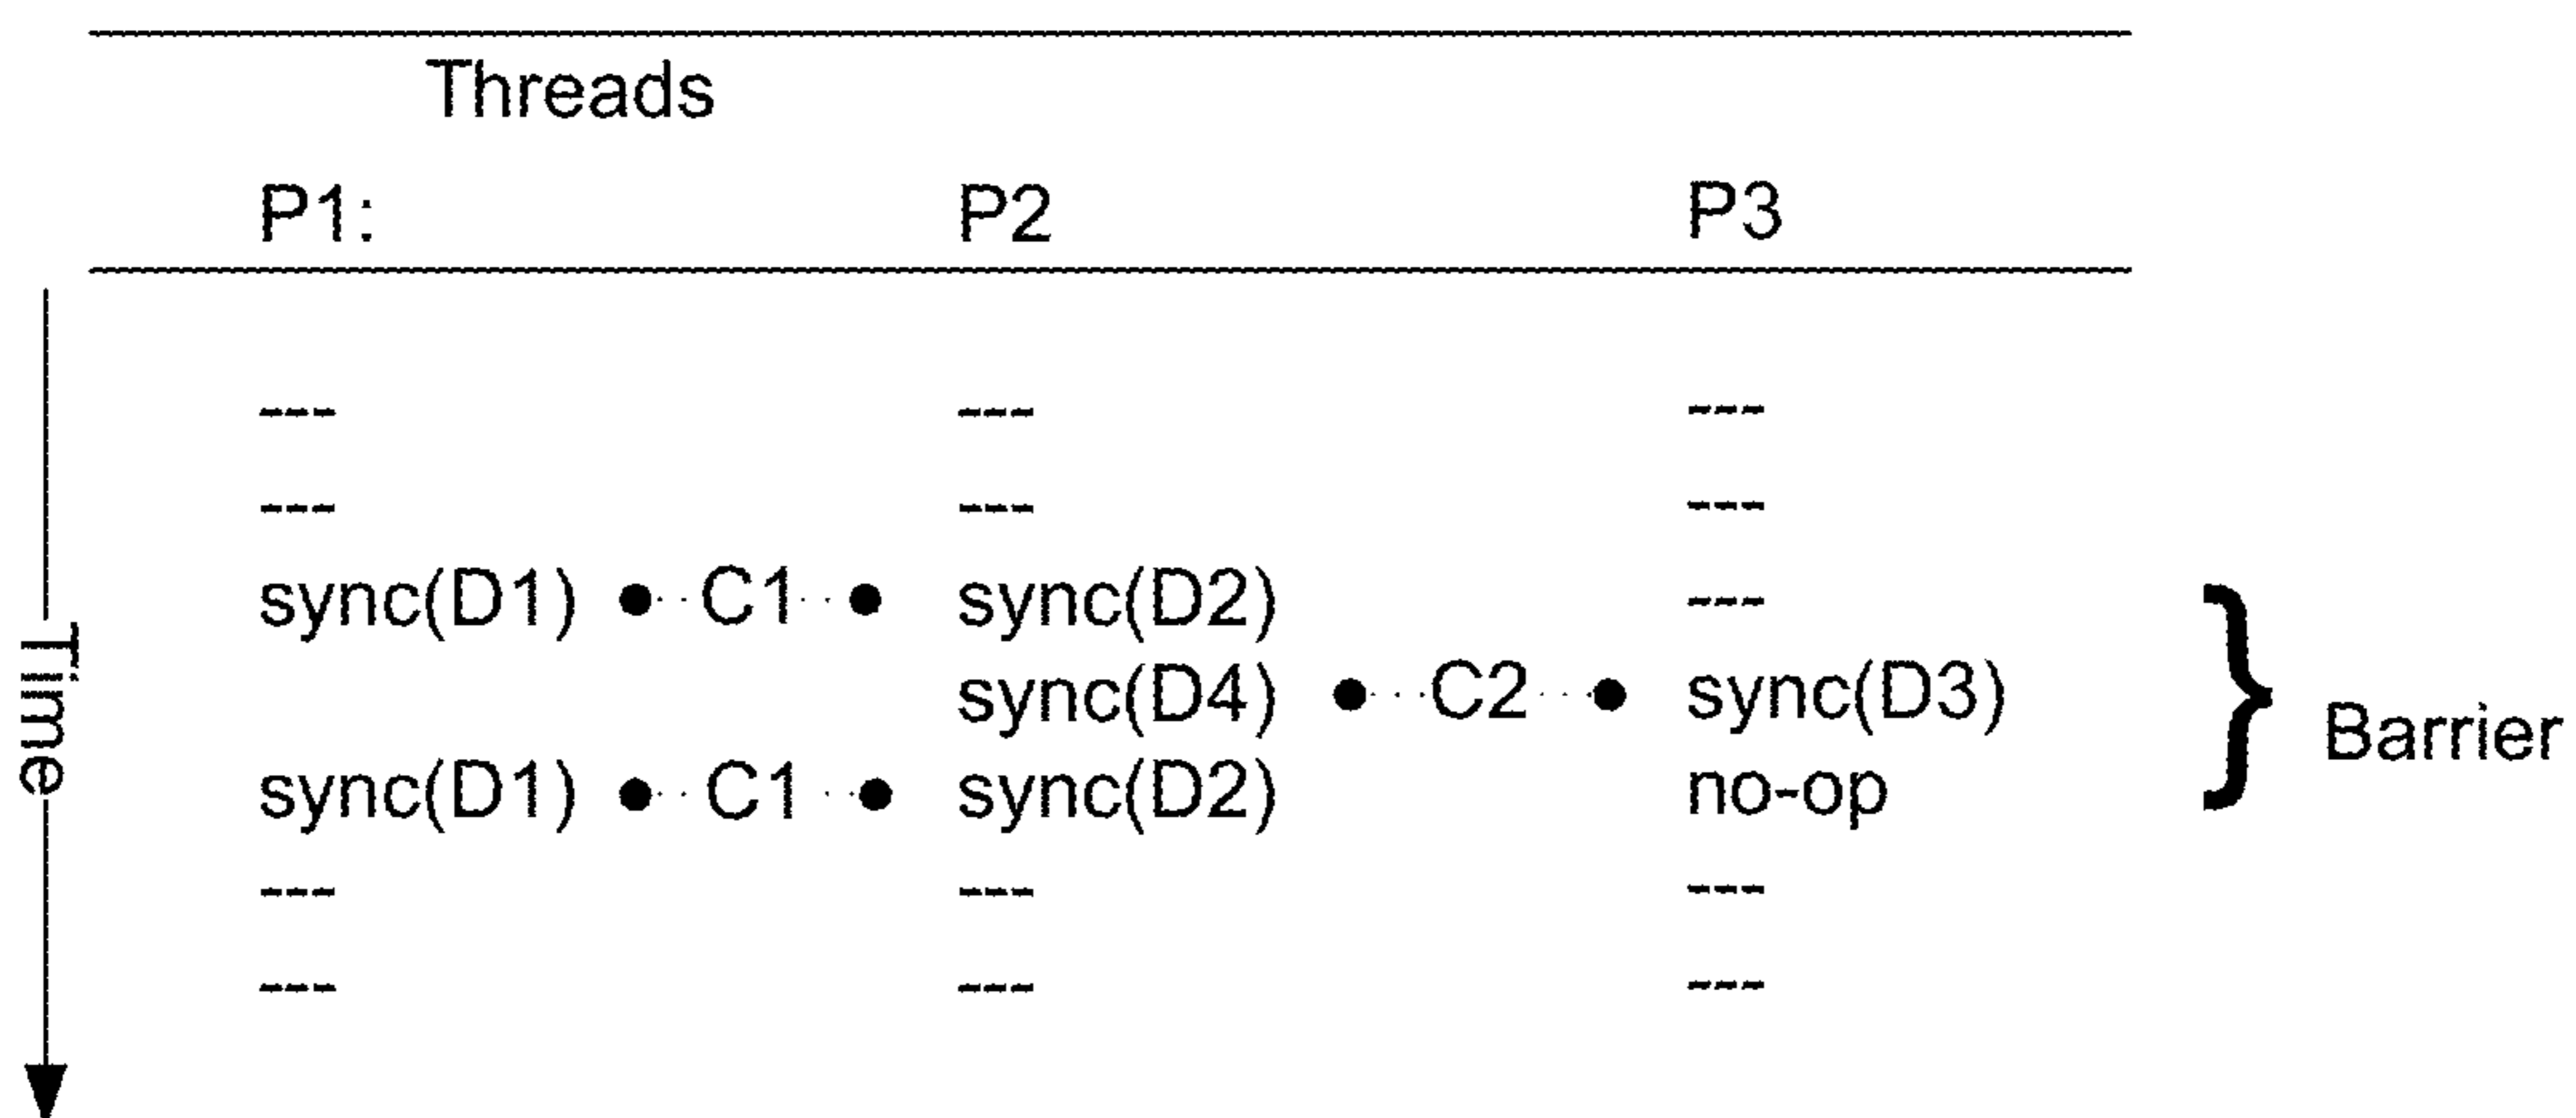 Threads
P1: P2 P3
--- --- ---
--- --- ---
sync(D1) C1 sync(D2) ---
sync(D4) C2 sync(D3)
sync(D1) C1 sync(D2) no-op
--- --- ---
--- --- ---
Barrier
Time